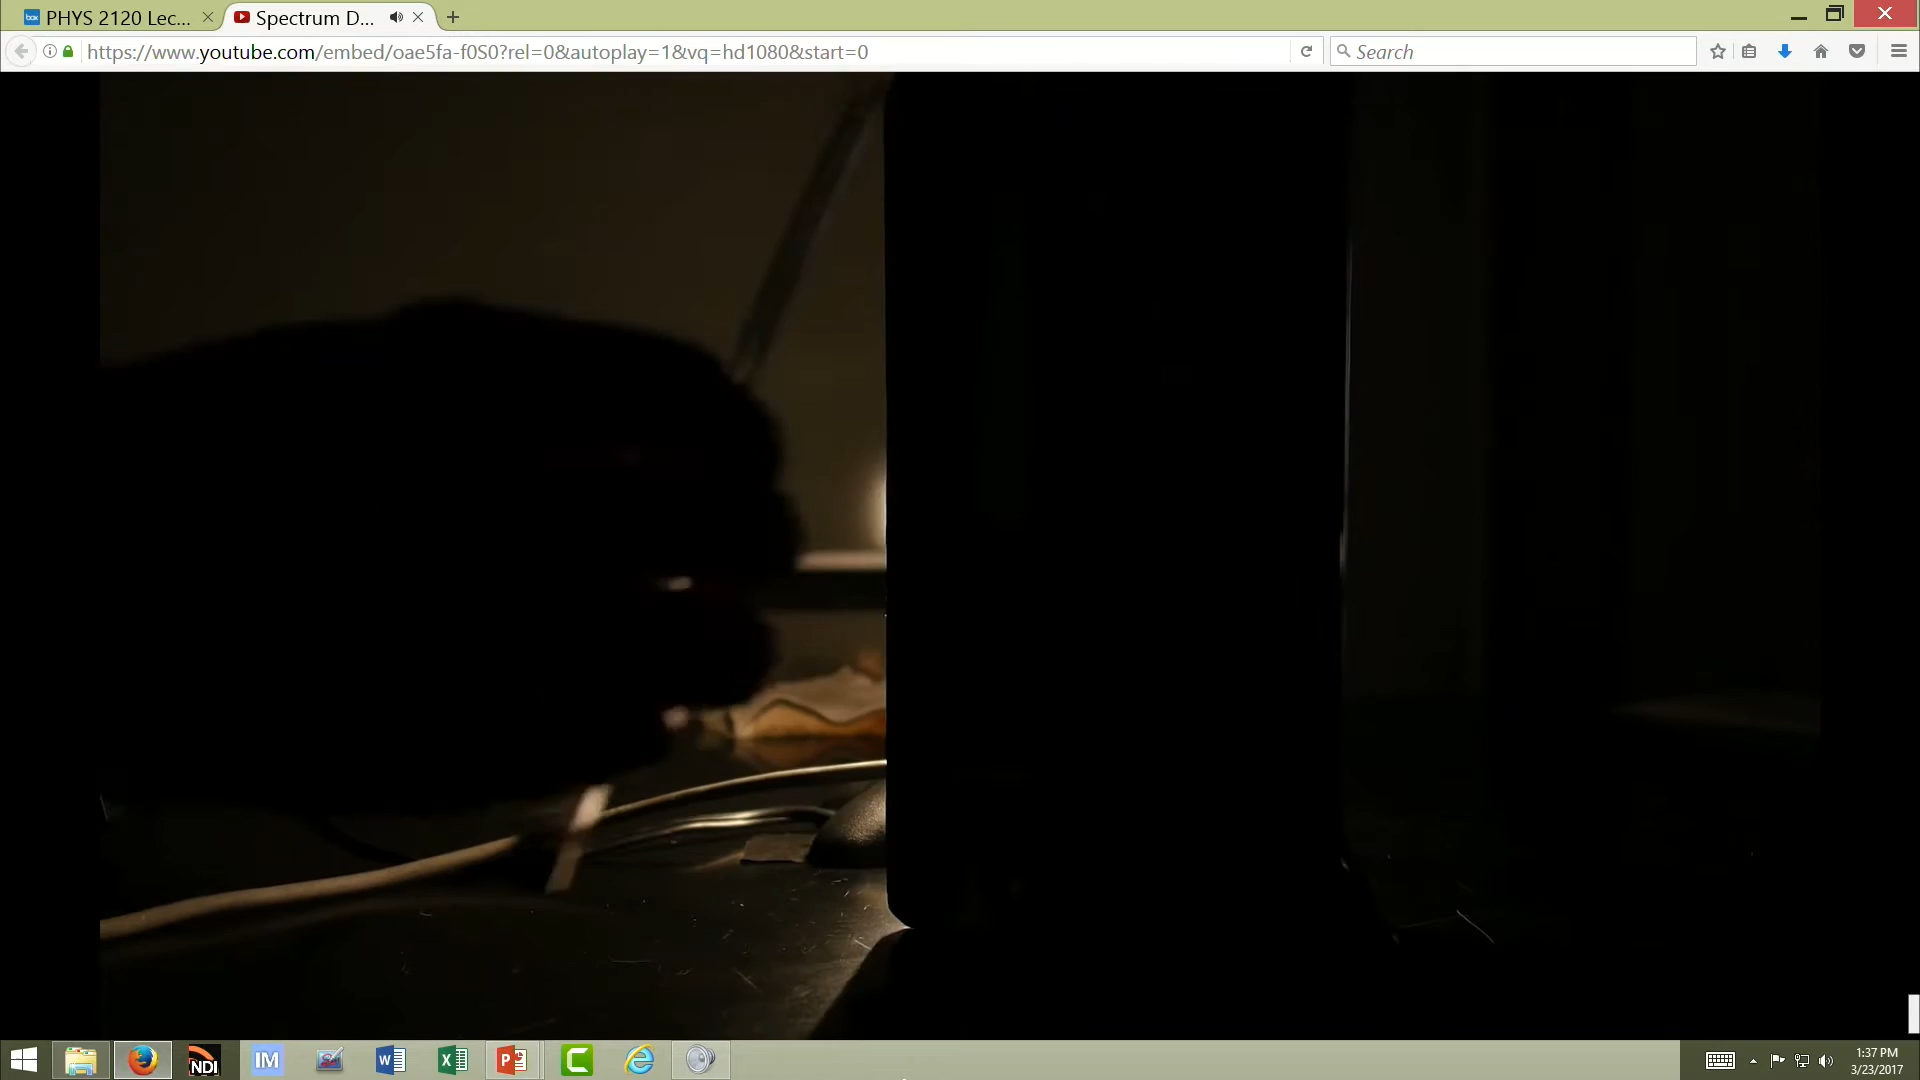 PHYS 2120 Lec...
Spectrum D...
https://www.youtube.com/embed/oae5fa-f0S0?rel=0&autoplay=1&vq=hd1080&start=0
Search
box
NDI
IM
1:37 PM
3/23/2017